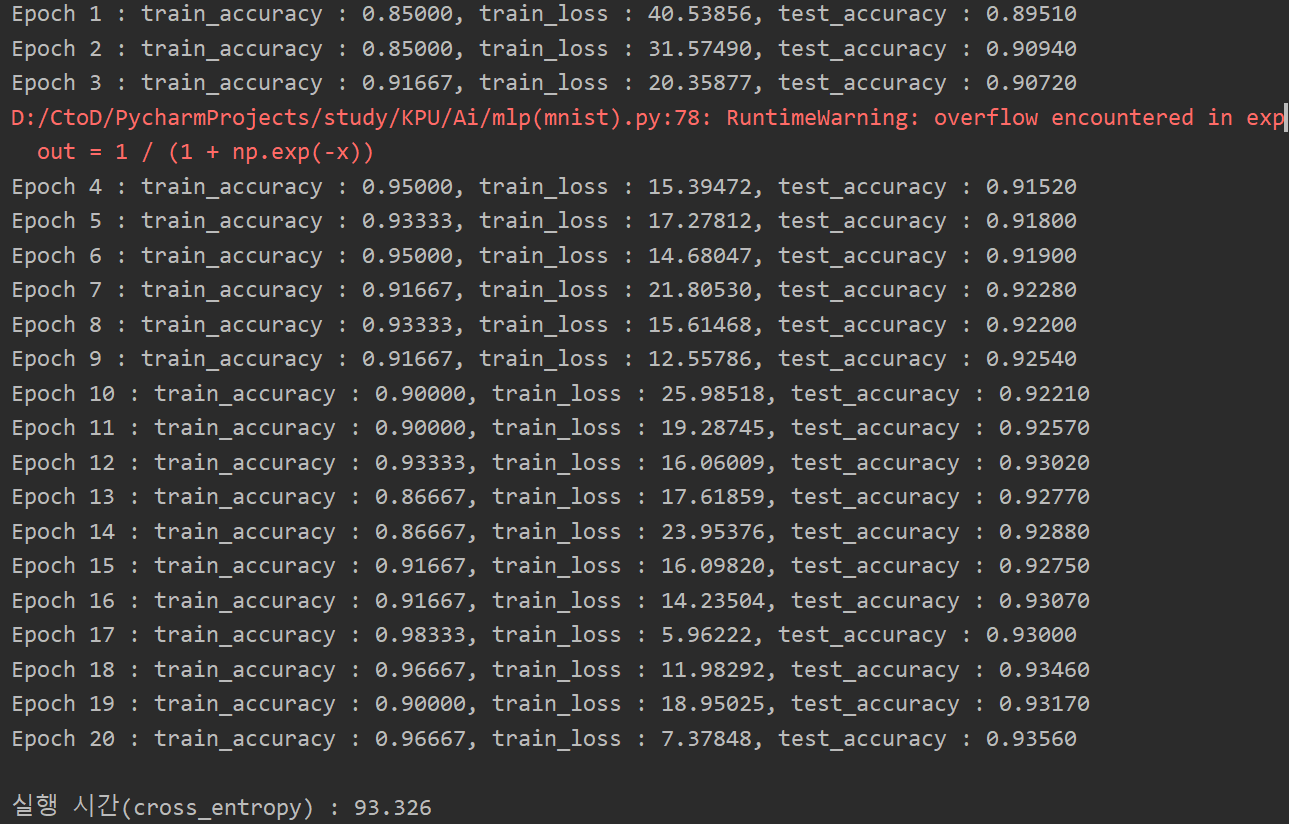 Epoch 1 : train_accuracy : 0.85000, train_loss : 40.53856, test_accuracy : 0.89510
Epoch 2 : train_accuracy : 0.85000, train_loss : 31.57490, test_accuracy : 0.90940
Epoch 3 : train_accuracy : 0.91667, train_loss : 20.35877, test_accuracy : 0.90720
D:/CtoD/PycharmProjects/study/KPU/Ai/mlp(mnist).py:78: RuntimeWarning: overflow encountered in exp
  out = 1 / (1 + np.exp(-x))
Epoch 4 : train_accuracy : 0.95000, train_loss : 15.39472, test_accuracy : 0.91520
Epoch 5 : train_accuracy : 0.93333, train_loss : 17.27812, test_accuracy : 0.91800
Epoch 6 : train_accuracy : 0.95000, train_loss : 14.68047, test_accuracy : 0.91900
Epoch 7 : train_accuracy : 0.91667, train_loss : 21.80530, test_accuracy : 0.92280
Epoch 8 : train_accuracy : 0.93333, train_loss : 15.61468, test_accuracy : 0.92200
Epoch 9 : train_accuracy : 0.91667, train_loss : 12.55786, test_accuracy : 0.92540
Epoch 10 : train_accuracy : 0.90000, train_loss : 25.98518, test_accuracy : 0.92210
Epoch 11 : train_accuracy : 0.90000, train_loss : 19.28745, test_accuracy : 0.92570
Epoch 12 : train_accuracy : 0.93333, train_loss : 16.06009, test_accuracy : 0.93020
Epoch 13 : train_accuracy : 0.86667, train_loss : 17.61859, test_accuracy : 0.92770
Epoch 14 : train_accuracy : 0.86667, train_loss : 23.95376, test_accuracy : 0.92880
Epoch 15 : train_accuracy : 0.91667, train_loss : 16.09820, test_accuracy : 0.92750
Epoch 16 : train_accuracy : 0.91667, train_loss : 14.23504, test_accuracy : 0.93070
Epoch 17 : train_accuracy : 0.98333, train_loss : 5.96222, test_accuracy : 0.93000
Epoch 18 : train_accuracy : 0.96667, train_loss : 11.98292, test_accuracy : 0.93460
Epoch 19 : train_accuracy : 0.90000, train_loss : 18.95025, test_accuracy : 0.93170
Epoch 20 : train_accuracy : 0.96667, train_loss : 7.37848, test_accuracy : 0.93560
실행 시간(cross_entropy) : 93.326